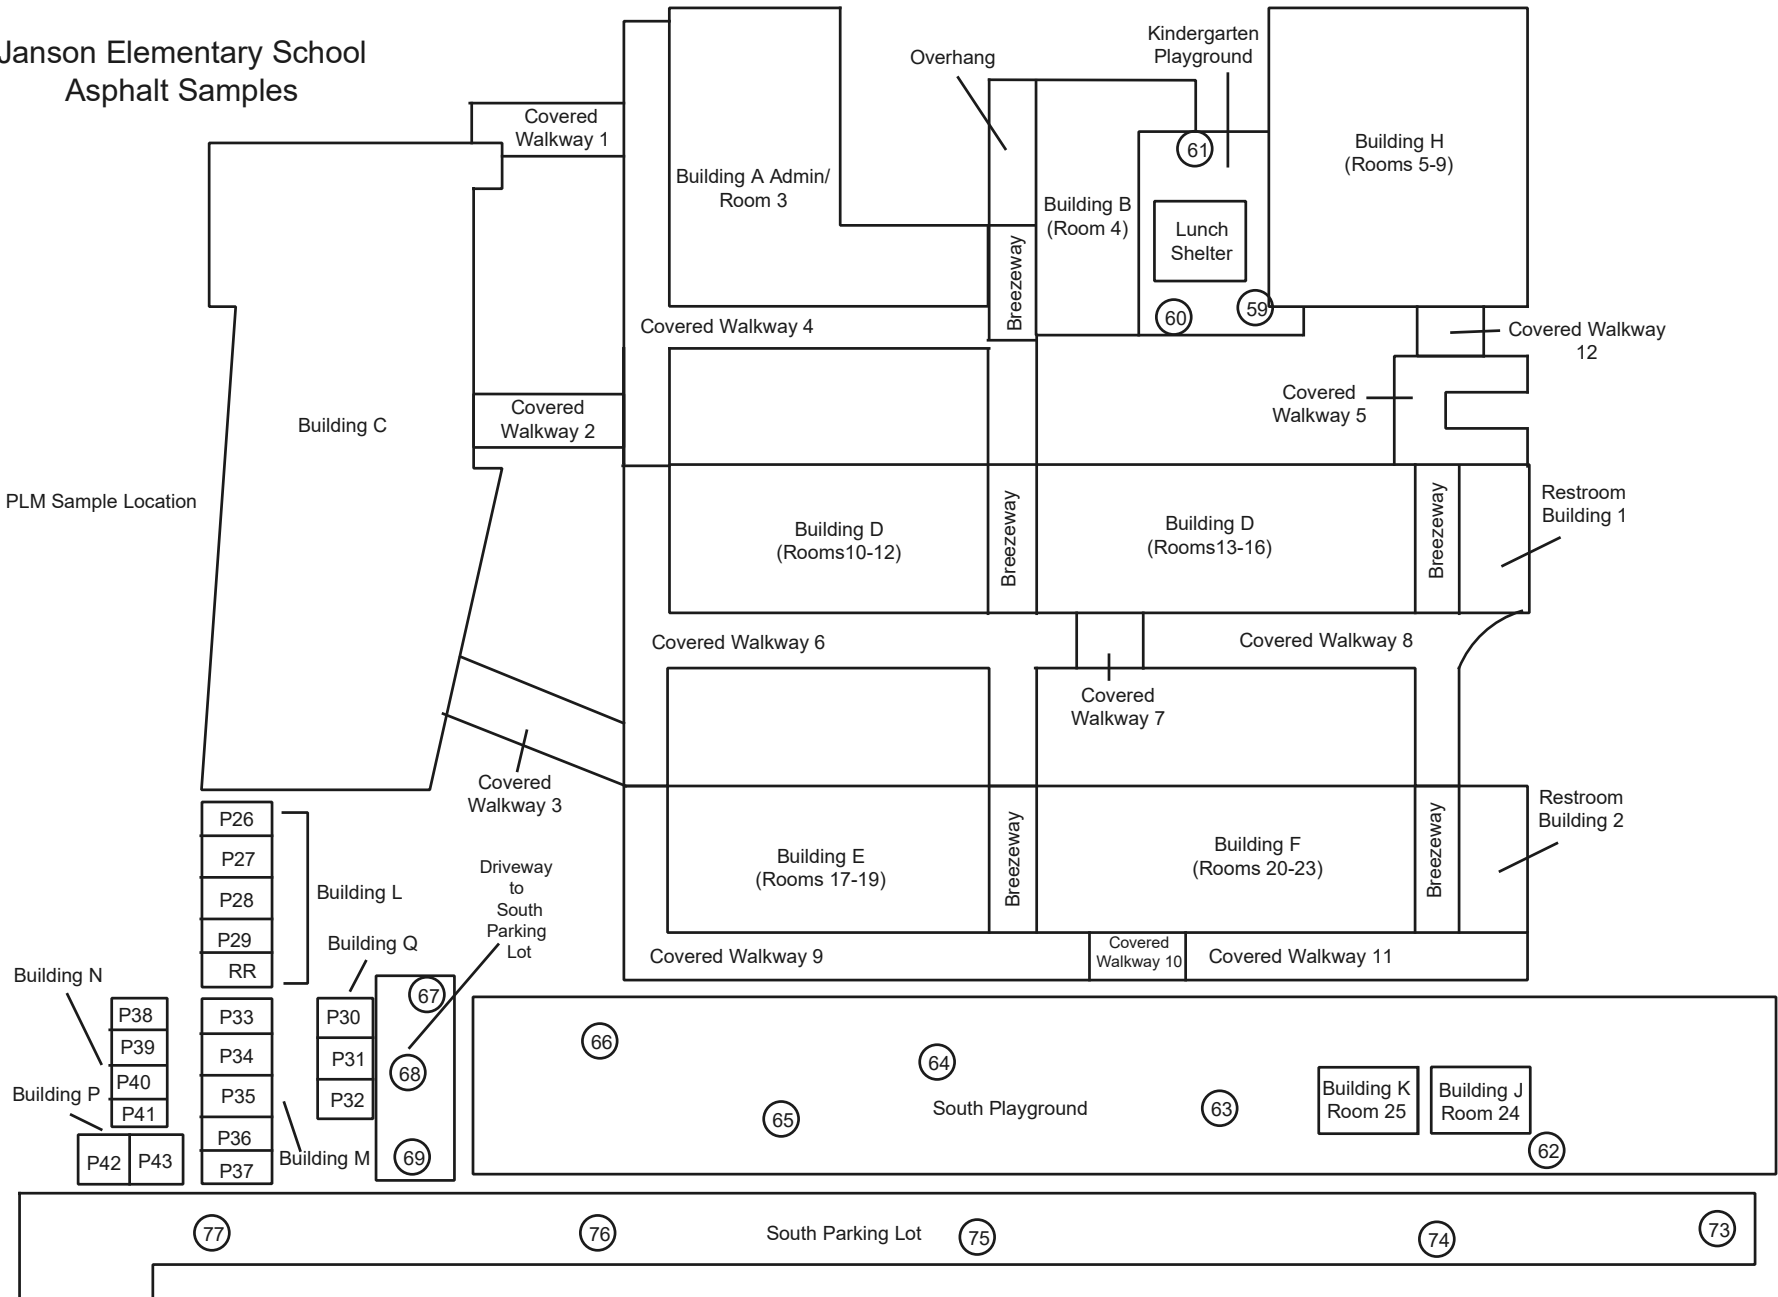 Janson Elementary School
Asphalt Samples
Kindergarten
Playground
Overhang
Covered
Walkway 1
61
Building H
(Rooms 5-9)
Building A Admin/
Room 3
Building B
(Room 4)
Lunch
Shelter
Breezeway
60
59
Covered Walkway 4
Covered Walkway
12
Covered
Walkway 5
Covered
Walkway 2
Building C
PLM Sample Location
Building D
(Rooms10-12)
Breezeway
Building D
(Rooms13-16)
Breezeway
Restroom
Building 1
Covered Walkway 6
Covered Walkway 8
Covered
Walkway 7
Covered
Walkway 3
Restroom
Building 2
P26
P27
P28
P29
RR
Building L
Driveway
to
South
Parking
Lot
Building E
(Rooms 17-19)
Breezeway
Building F
(Rooms 20-23)
Breezeway
Building Q
Covered Walkway 9
Covered
Walkway 10
Covered Walkway 11
Building N
P38
P39
P40
P41
Building P
P42
P43
P33
P34
P35
P36
P37
Building M
P30
P31
P32
67
68
69
66
65
64
South Playground
63
Building K
Room 25
Building J
Room 24
62
77
76
South Parking Lot
75
74
73